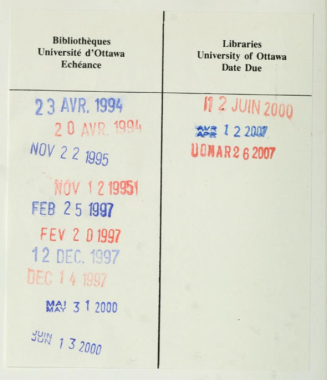 Bibliothèques
Université d'Ottawa
Echéance
23 AVR. 1994
20 AVR. 1994
NOV 22 1995
NOV 12 1995
FEB 25 1997
FEV 20 1997
12 DEC. 1997
DEC 14 1997
MAI
MAY 31 2000
JUN 13 2000
Libraries
University of Ottawa
Date Due
12 JUIN 2000
AVR
APR 12 2007
MAR 26 2007